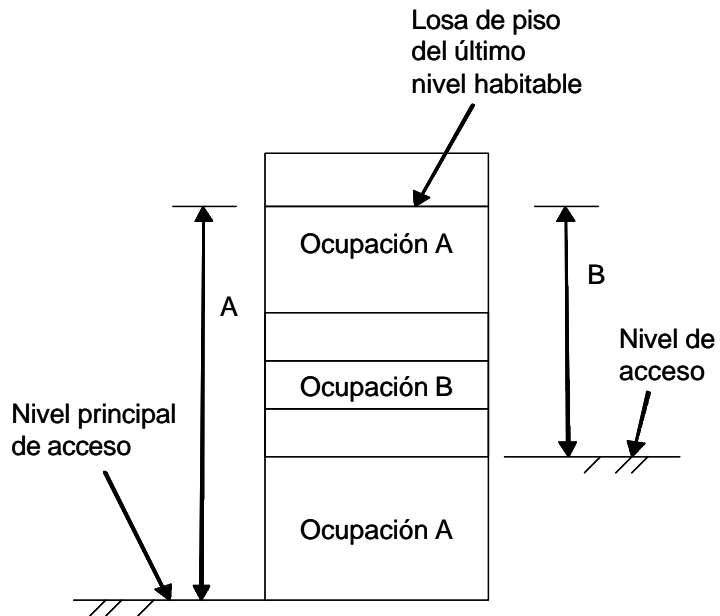 Losa de piso
del último
nivel habitable
Ocupación A
A
B
Nivel de
acceso
Ocupación B
Nivel principal
de acceso
Ocupación A